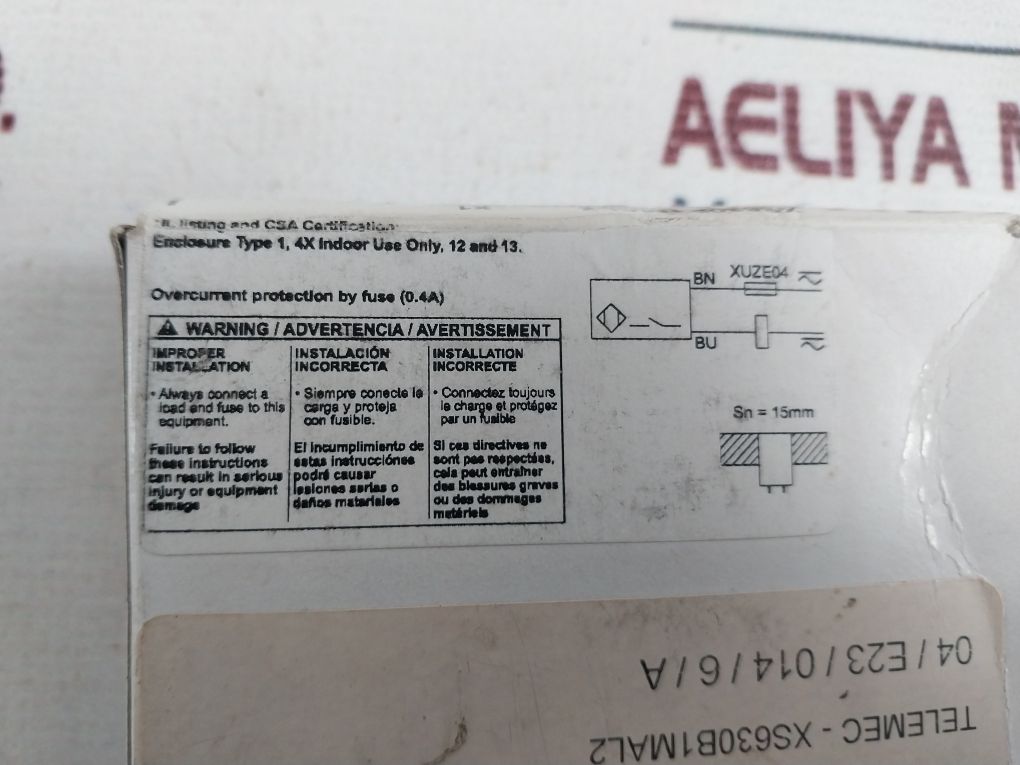 AELIYA
UL listing and CSA Certification:
Enclosure Type 1, 4X Indoor Use Only, 12 and 13.
Overcurrent protection by fuse (0.4A)
WARNING / ADVERTENCIA / AVERTISSEMENT
IMPROPER
INSTALLATION
• Always connect a
load and fuse to this
equipment.
Failure to follow
these instructions
can result in serious
injury or equipment
damage
INSTALACIÓN
INCORRECTA
• Siempre conecte la
carga y proteja
con fusible.
El incumplimiento de
estas instrucciónes
podré causar
lesiones serias o
daños materiales
INSTALLATION
INCORRECTE
• Connectez toujours
le charge et protégez
par un fusible
Si ces directives ne
sont pas respectées,
cela peut entraîner
des blessures graves
ou des dommages
matériels
BN XUZE04
BU
Sn = 15mm
04 / E23 / 014 / 6 / A
TELEMEC - XS630B1MAL2